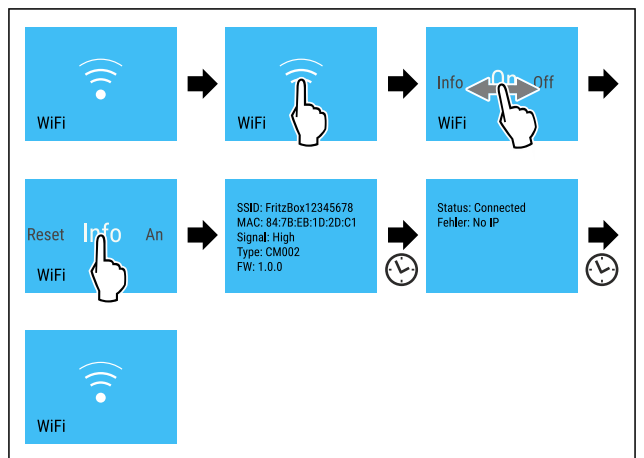 WiFi
WiFi
Info On Off
WiFi
Reset Info An
WiFi
SSID: FritzBox12345678
MAC: 84:7B:EB:1D:2D:C1
Signal: High
Type: CM002
FW: 1.0.0
Status: Connected
Fehler: No IP
WiFi